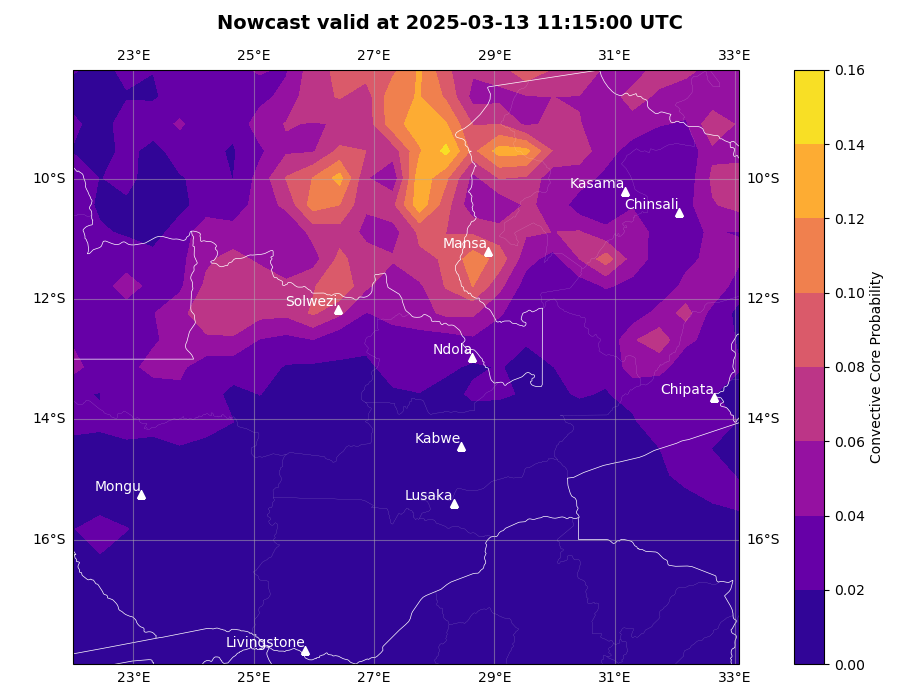 Nowcast valid at 2025-03-13 11:15:00 UTC
23°E 25°E 27°E 29°E 31°E 33°E
0.16
0.14
10°S Kasama 10°S
Chinsali
0.12
Mansa
12°S Solwezi 12°S
0.10
Ndola
0.08
Chipata
14°S 14°S
Kabwe
0.06
Mongu
Lusaka
0.04
16°S 16°S
0.02
Livingstone
0.00
23°E 25°E 27°E 29°E 31°E 33°E
Convective Core Probability